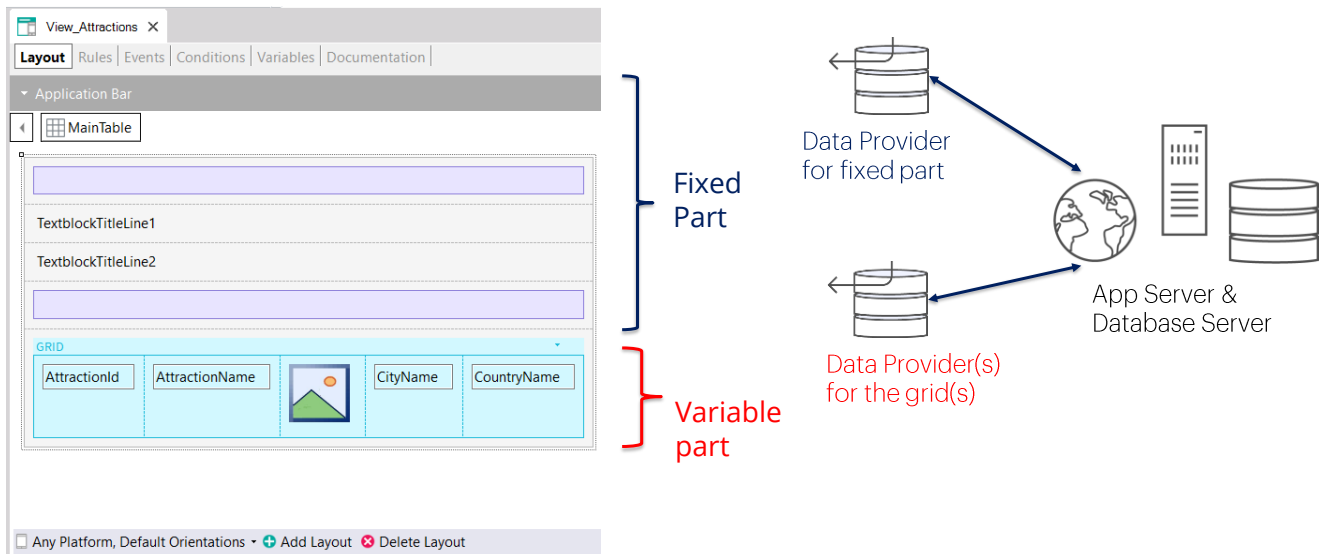 View_Attractions
Layout Rules Events Conditions Variables Documentation
Application Bar
MainTable
TextblockTitleLine1
TextblockTitleLine2
GRID
AttractionId AttractionName CityName CountryName
Any Platform, Default Orientations Add Layout Delete Layout
Fixed
Part
Variable
part
Data Provider
for fixed part
Data Provider(s)
for the grid(s)
App Server &
Database Server